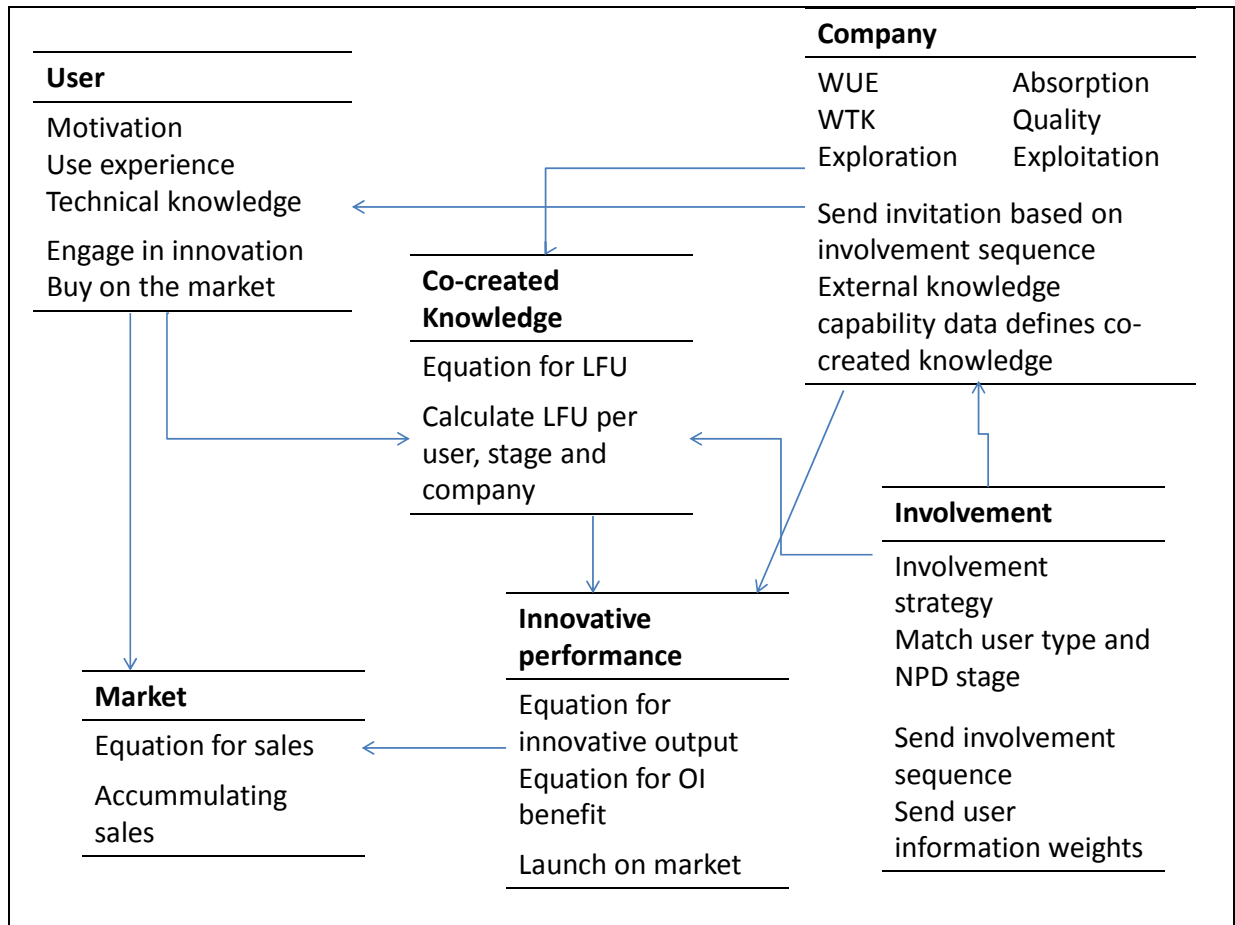 User
Motivation
Use experience
Technical knowledge
Engage in innovation
Buy on the market
Company
WUE Absorption
WTK Quality
Exploration Exploitation
Send invitation based on
involvement sequence
External knowledge
capability data defines co-
created knowledge
Co-created
Knowledge
Equation for LFU
Calculate LFU per
user, stage and
company
Involvement
Involvement
strategy
Match user type and
NPD stage
Send involvement
sequence
Send user
information weights
Innovative
performance
Equation for
innovative output
Equation for OI
benefit
Launch on market
Market
Equation for sales
Accummulating
sales